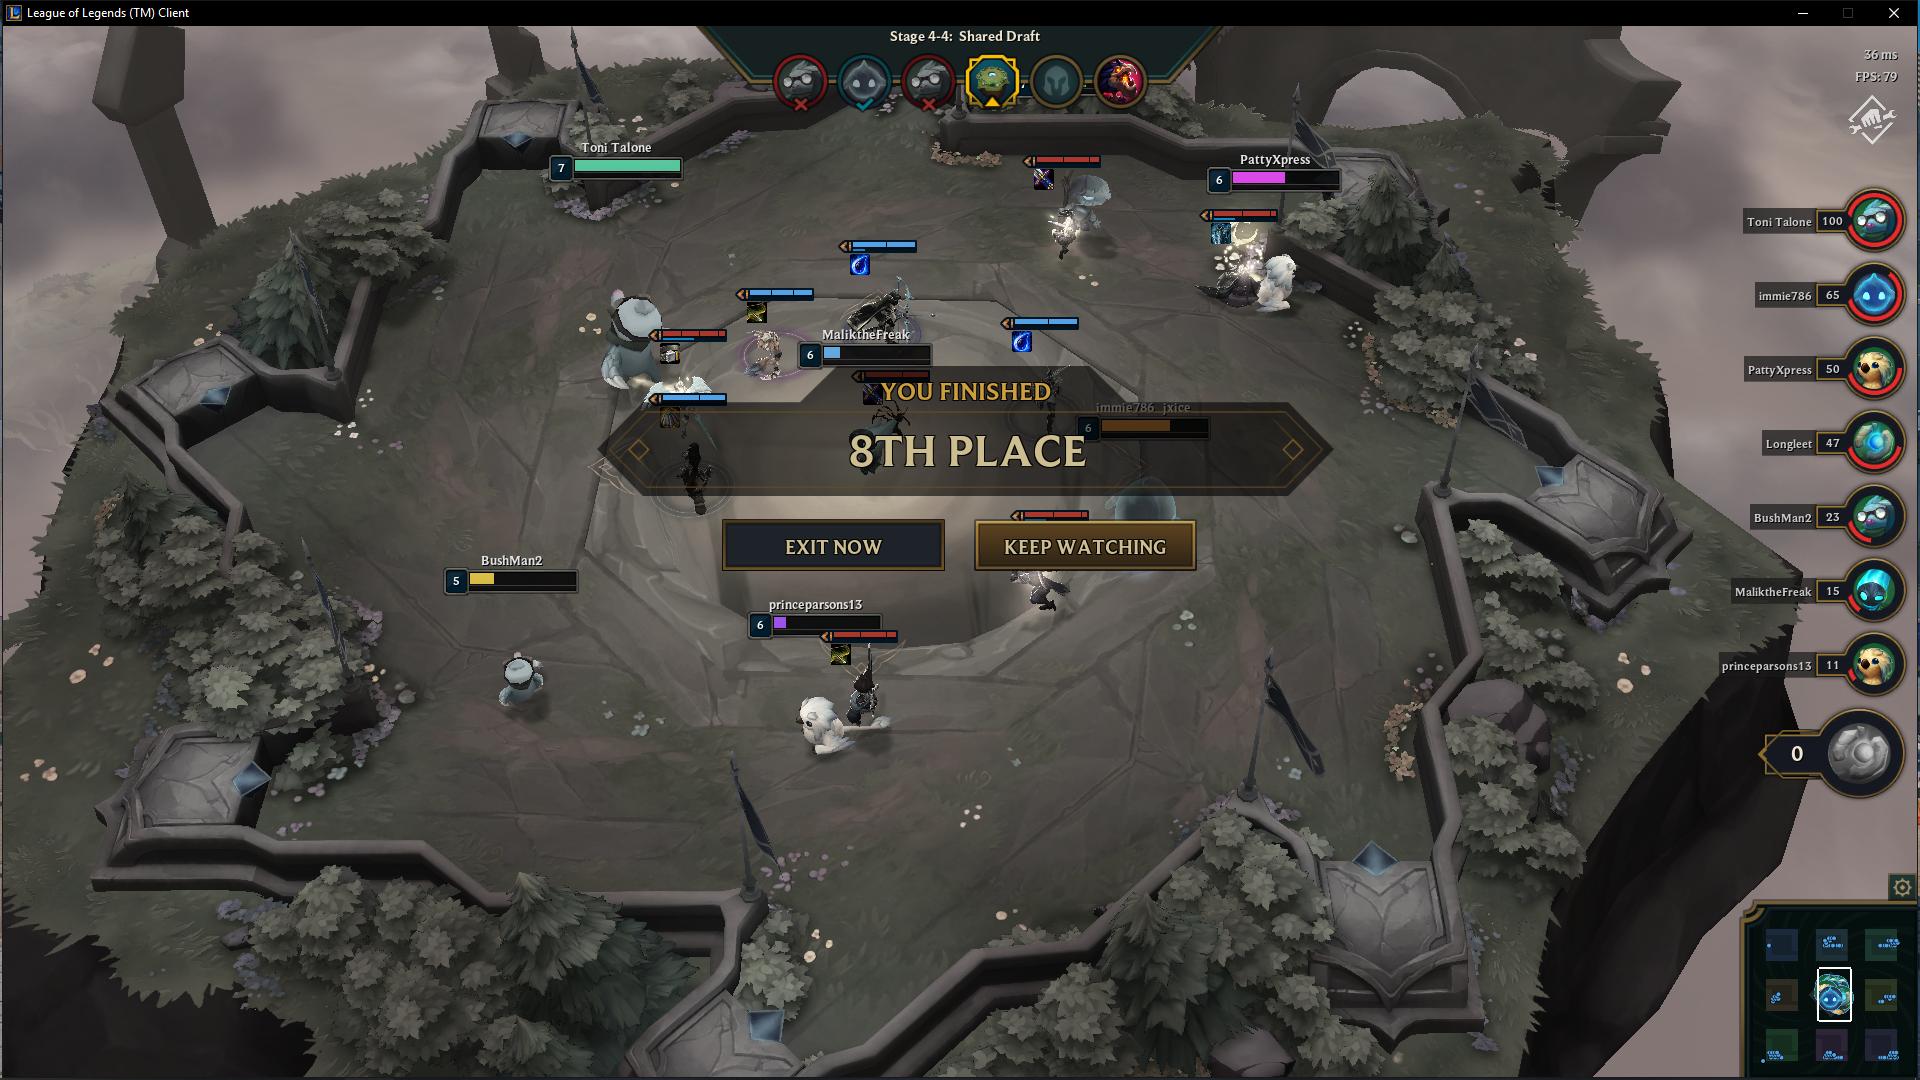 League of Legends (TM) Client
Stage 4-4: Shared Draft
36 ms
FPS: 79
Toni Talone
7
PattyXpress
6
MaliktheFreak
6
YOU FINISHED
immie786 jxice
6
8TH PLACE
EXIT NOW
KEEP WATCHING
BushMan2
5
princeparsons13
6
Toni Talone 100
immie786 65
PattyXpress 50
Longleet 47
BushMan2 23
MaliktheFreak 15
princeparsons13 11
0